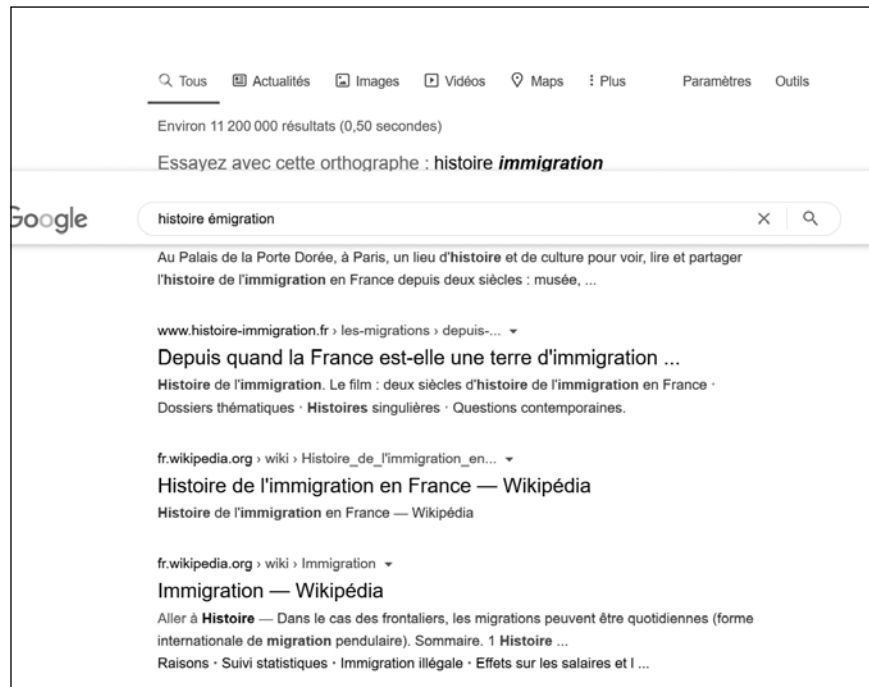 Tous Actualités Images Vidéos Maps Plus Paramètres Outils
Environ 11 200 000 résultats (0,50 secondes)
Essayez avec cette orthographe : histoire immigration
Google histoire émigration
Au Palais de la Porte Dorée, à Paris, un lieu d'histoire et de culture pour voir, lire et partager
l'histoire de l'immigration en France depuis deux siècles : musée, ...
www.histoire-immigration.fr › les-migrations › depuis-...
Depuis quand la France est-elle une terre d'immigration ...
Histoire de l'immigration. Le film : deux siècles d'histoire de l'immigration en France ·
Dossiers thématiques · Histoires singulières · Questions contemporaines.
fr.wikipedia.org › wiki › Histoire_de_l'immigration_en...
Histoire de l'immigration en France — Wikipédia
Histoire de l'immigration en France — Wikipédia
fr.wikipedia.org › wiki › Immigration
Immigration — Wikipédia
Aller à Histoire — Dans le cas des frontaliers, les migrations peuvent être quotidiennes (forme
internationale de migration pendulaire). Sommaire. 1 Histoire ...
Raisons · Suivi statistiques · Immigration illégale · Effets sur les salaires et l ...